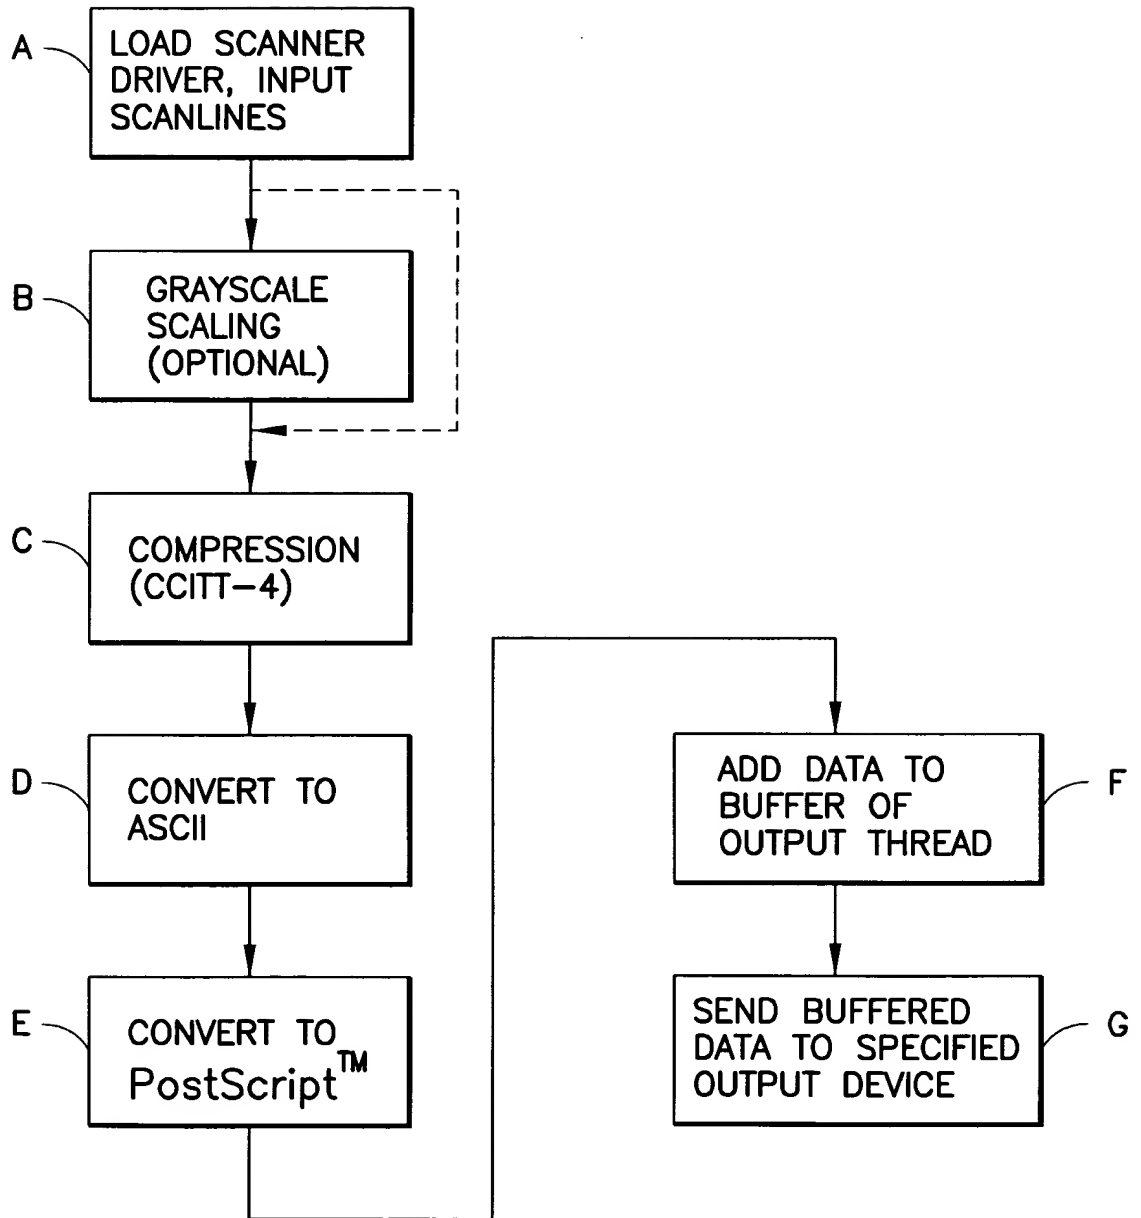 A
LOAD SCANNER
DRIVER, INPUT
SCANLINES
B
GRAYSCALE
SCALING
(OPTIONAL)
C
COMPRESSION
(CCITT-4)
D
CONVERT TO
ASCII
E
CONVERT TO
PostScript™
F
ADD DATA TO
BUFFER OF
OUTPUT THREAD
G
SEND BUFFERED
DATA TO SPECIFIED
OUTPUT DEVICE